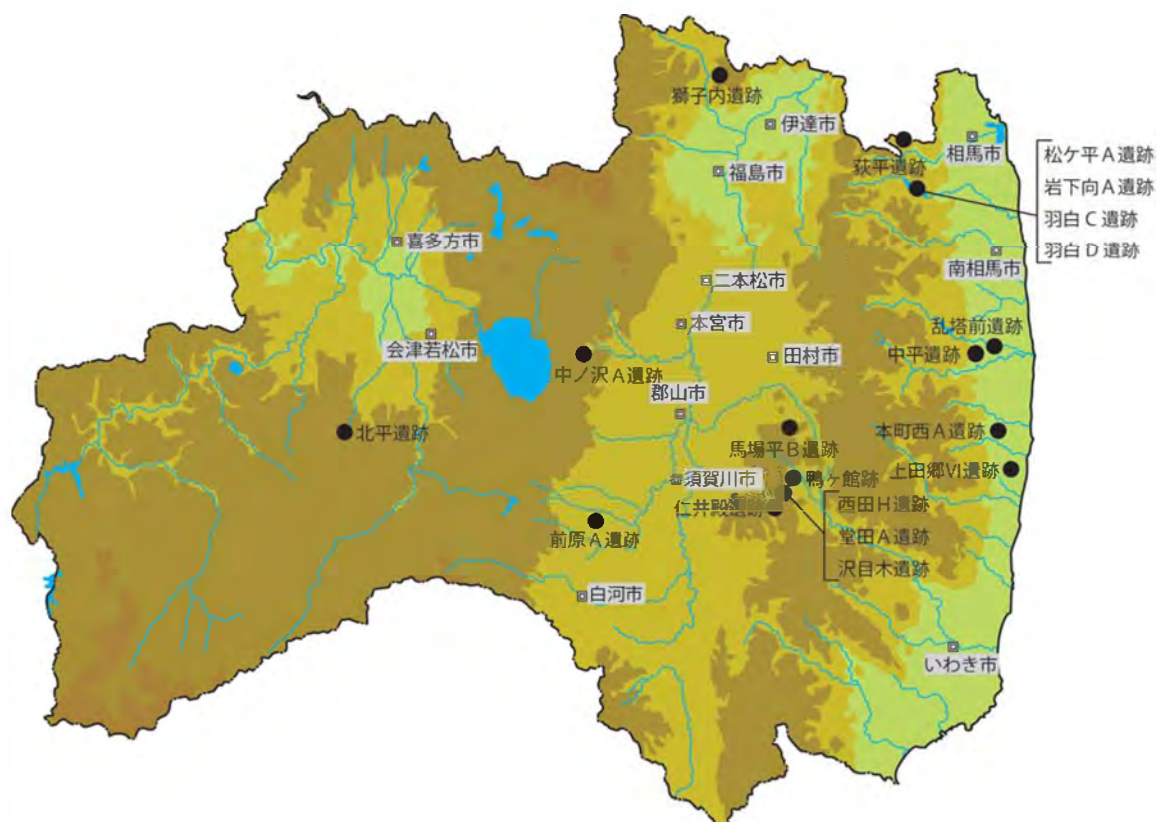 獅子内遺跡
伊達市
荻平遺跡
相馬市
松ケ平A遺跡
岩下向A遺跡
羽白C遺跡
羽白D遺跡
福島市
喜多方市
南相馬市
二本松市
本宮市
乱塔前遺跡
会津若松市
中ノ沢A遺跡
田村市
中平遺跡
郡山市
北平遺跡
馬場平B遺跡
本町西A遺跡
須賀川市
鴨ヶ館跡
上田郷Ⅵ遺跡
仁井殿遺跡
西田H遺跡
堂田A遺跡
沢目木遺跡
前原A遺跡
白河市
いわき市